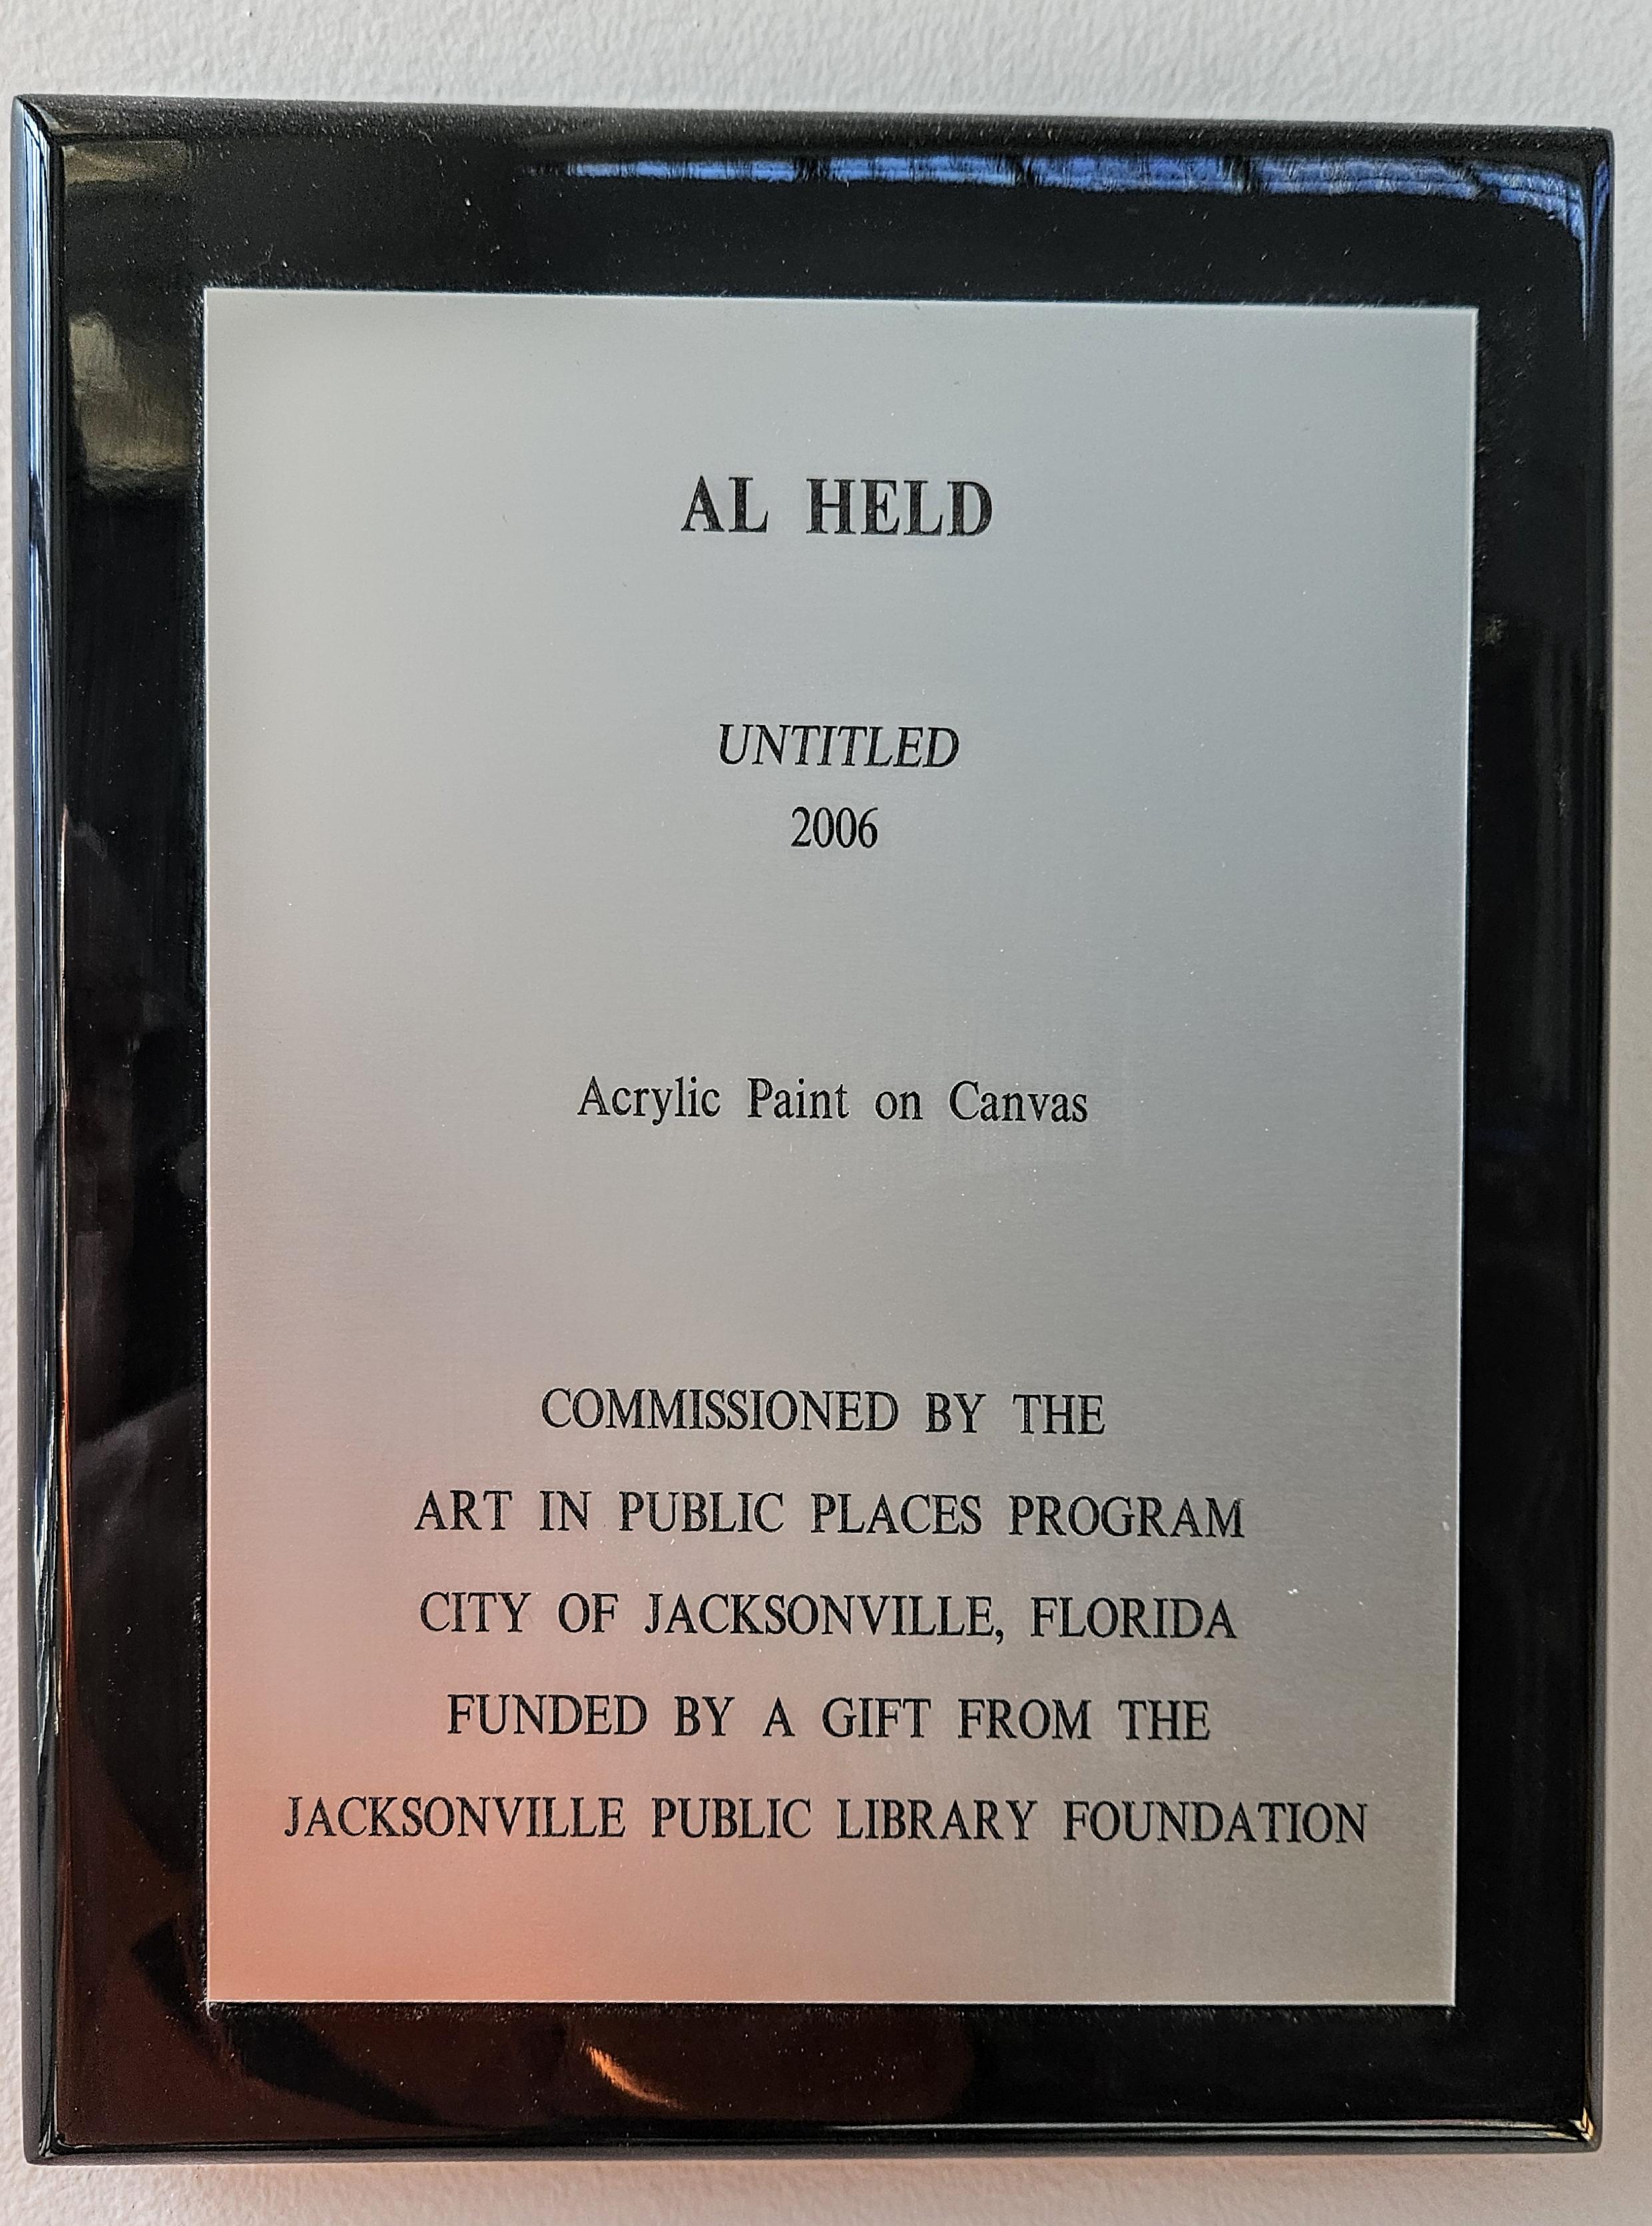 AL HELD
UNTITLED
2006
Acrylic Paint on Canvas
COMMISSIONED BY THE
ART IN PUBLIC PLACES PROGRAM
CITY OF JACKSONVILLE, FLORIDA
FUNDED BY A GIFT FROM THE
JACKSONVILLE PUBLIC LIBRARY FOUNDATION